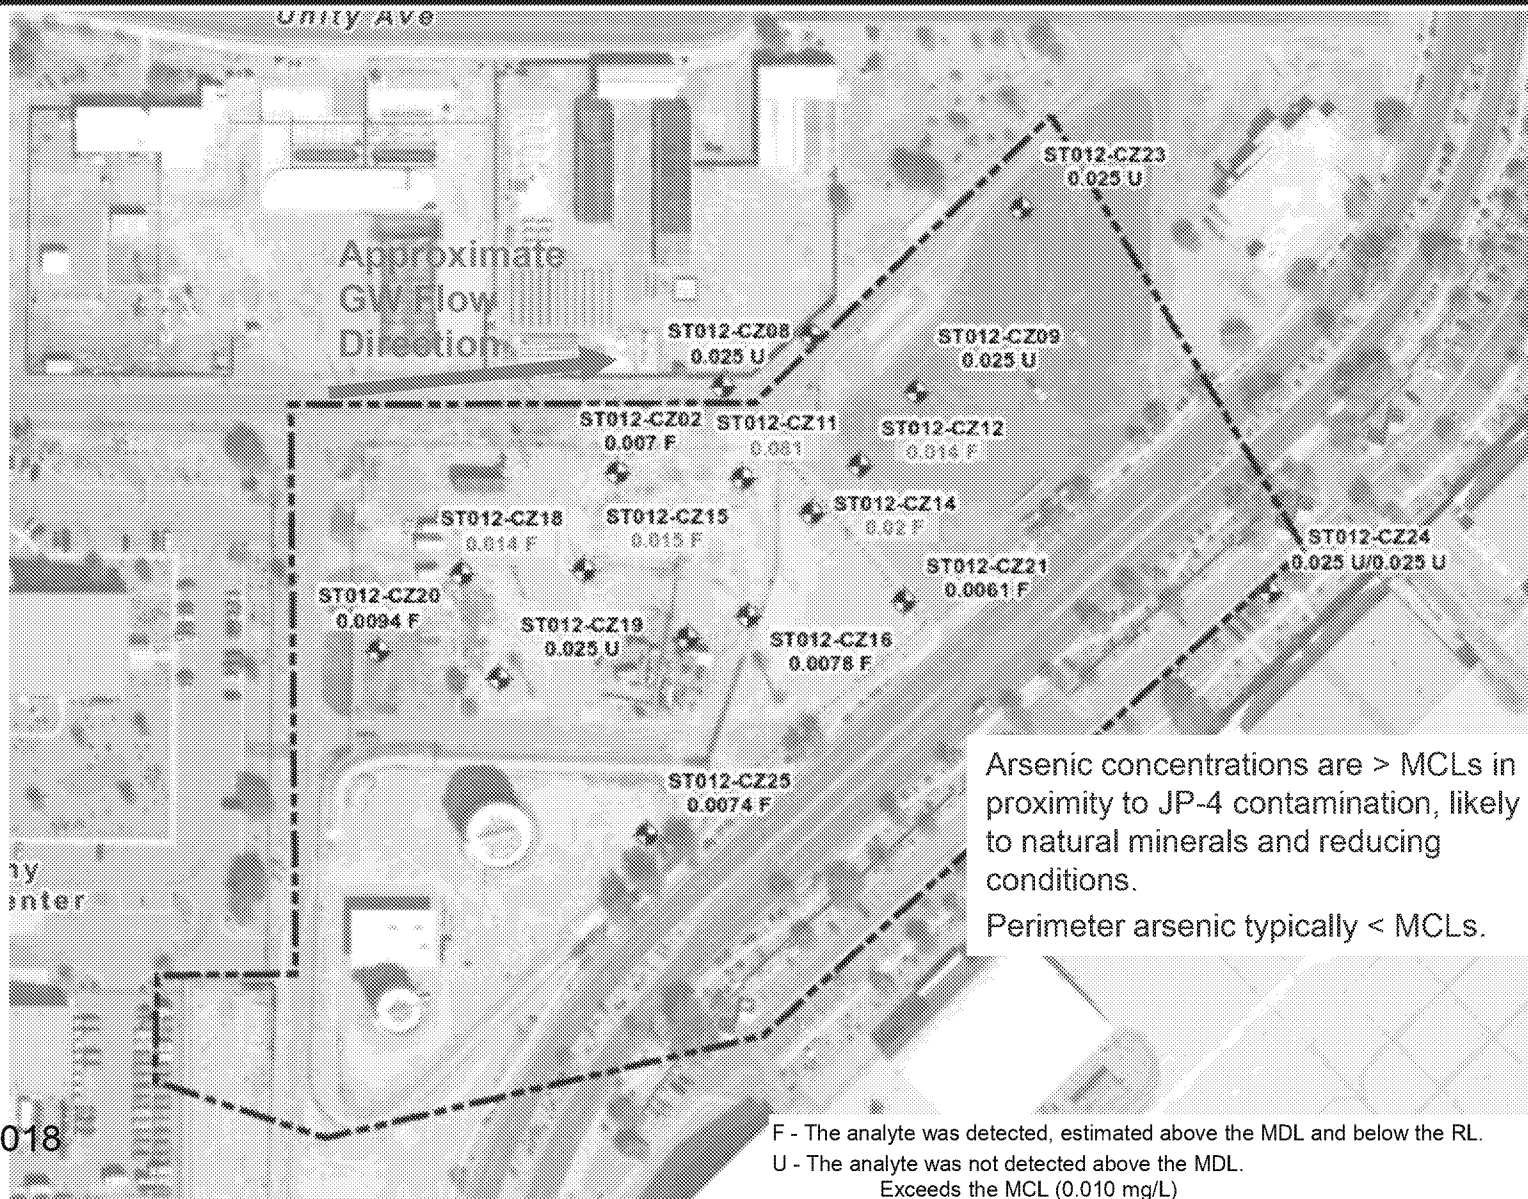 Unity Ave
ST012-CZ23
0.025 U
Approximate
GW Flow
Direction
ST012-CZ08
0.025 U
ST012-CZ09
0.025 U
ST012-CZ02
0.007 F
ST012-CZ11
0.081
ST012-CZ12
0.014 F
ST012-CZ18
0.014 F
ST012-CZ15
0.015 F
ST012-CZ14
0.02 F
ST012-CZ24
0.025 U/0.025 U
ST012-CZ21
0.0061 F
ST012-CZ20
0.0094 F
ST012-CZ19
0.025 U
ST012-CZ16
0.0078 F
ST012-CZ25
0.0074 F
Arsenic concentrations are > MCLs in
proximity to JP-4 contamination, likely
to natural minerals and reducing
conditions.
Perimeter arsenic typically < MCLs.
ny
enter
018
F - The analyte was detected, estimated above the MDL and below the RL.
U - The analyte was not detected above the MDL.
Exceeds the MCL (0.010 mg/L)